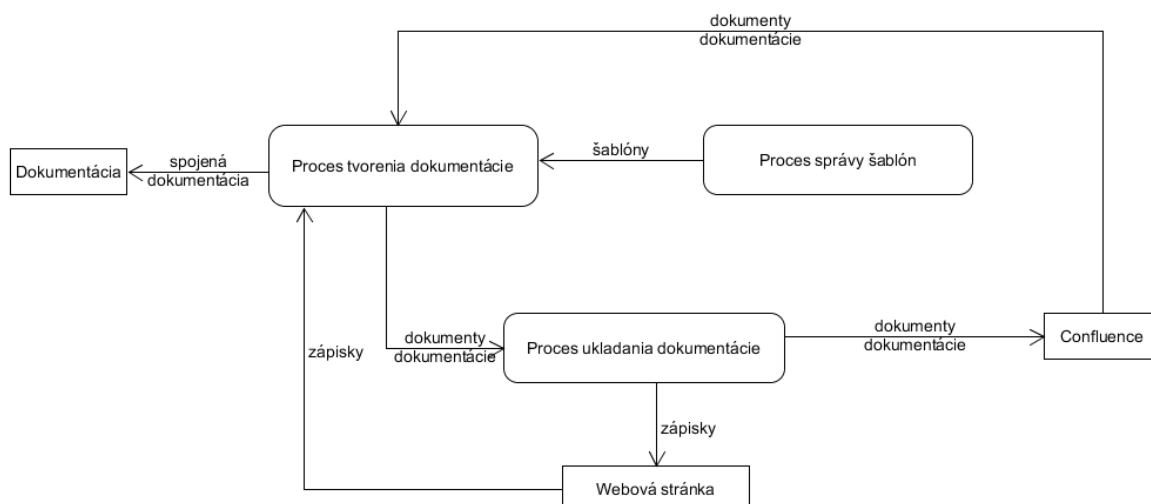 dokumenty
dokumentácie
Dokumentácia
spojená
dokumentácia
Proces tvorenia dokumentácie
šablóny
Proces správy šablón
zápisky
dokumenty
dokumentácie
Proces ukladania dokumentácie
dokumenty
dokumentácie
Confluence
zápisky
Webová stránka